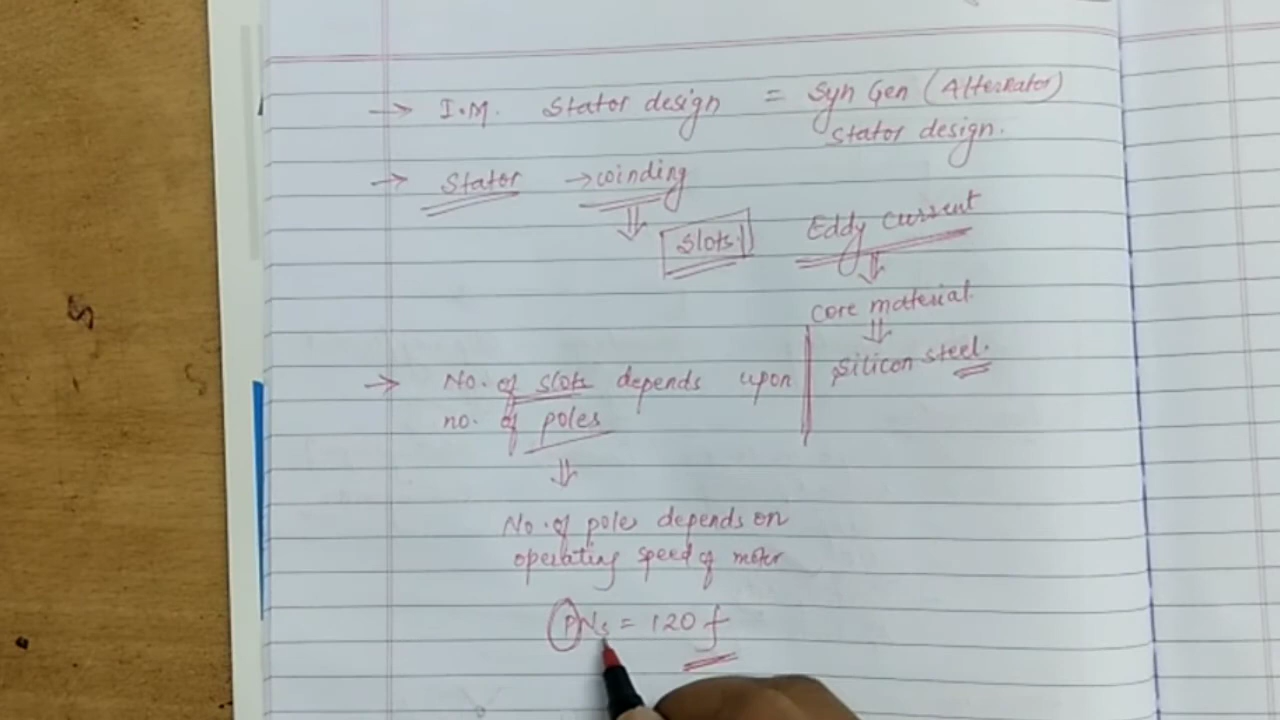 → I.M. Stator design = Syn Gen (Alternator)
stator design.
→ Stator → winding
⇓
Slots.
Eddy current
⇓
core material.
⇓
silicon steel.
→ No. of slots depends upon
no. of poles
⇓
No. of poles depends on
operating speed of motor
PNs = 120 f